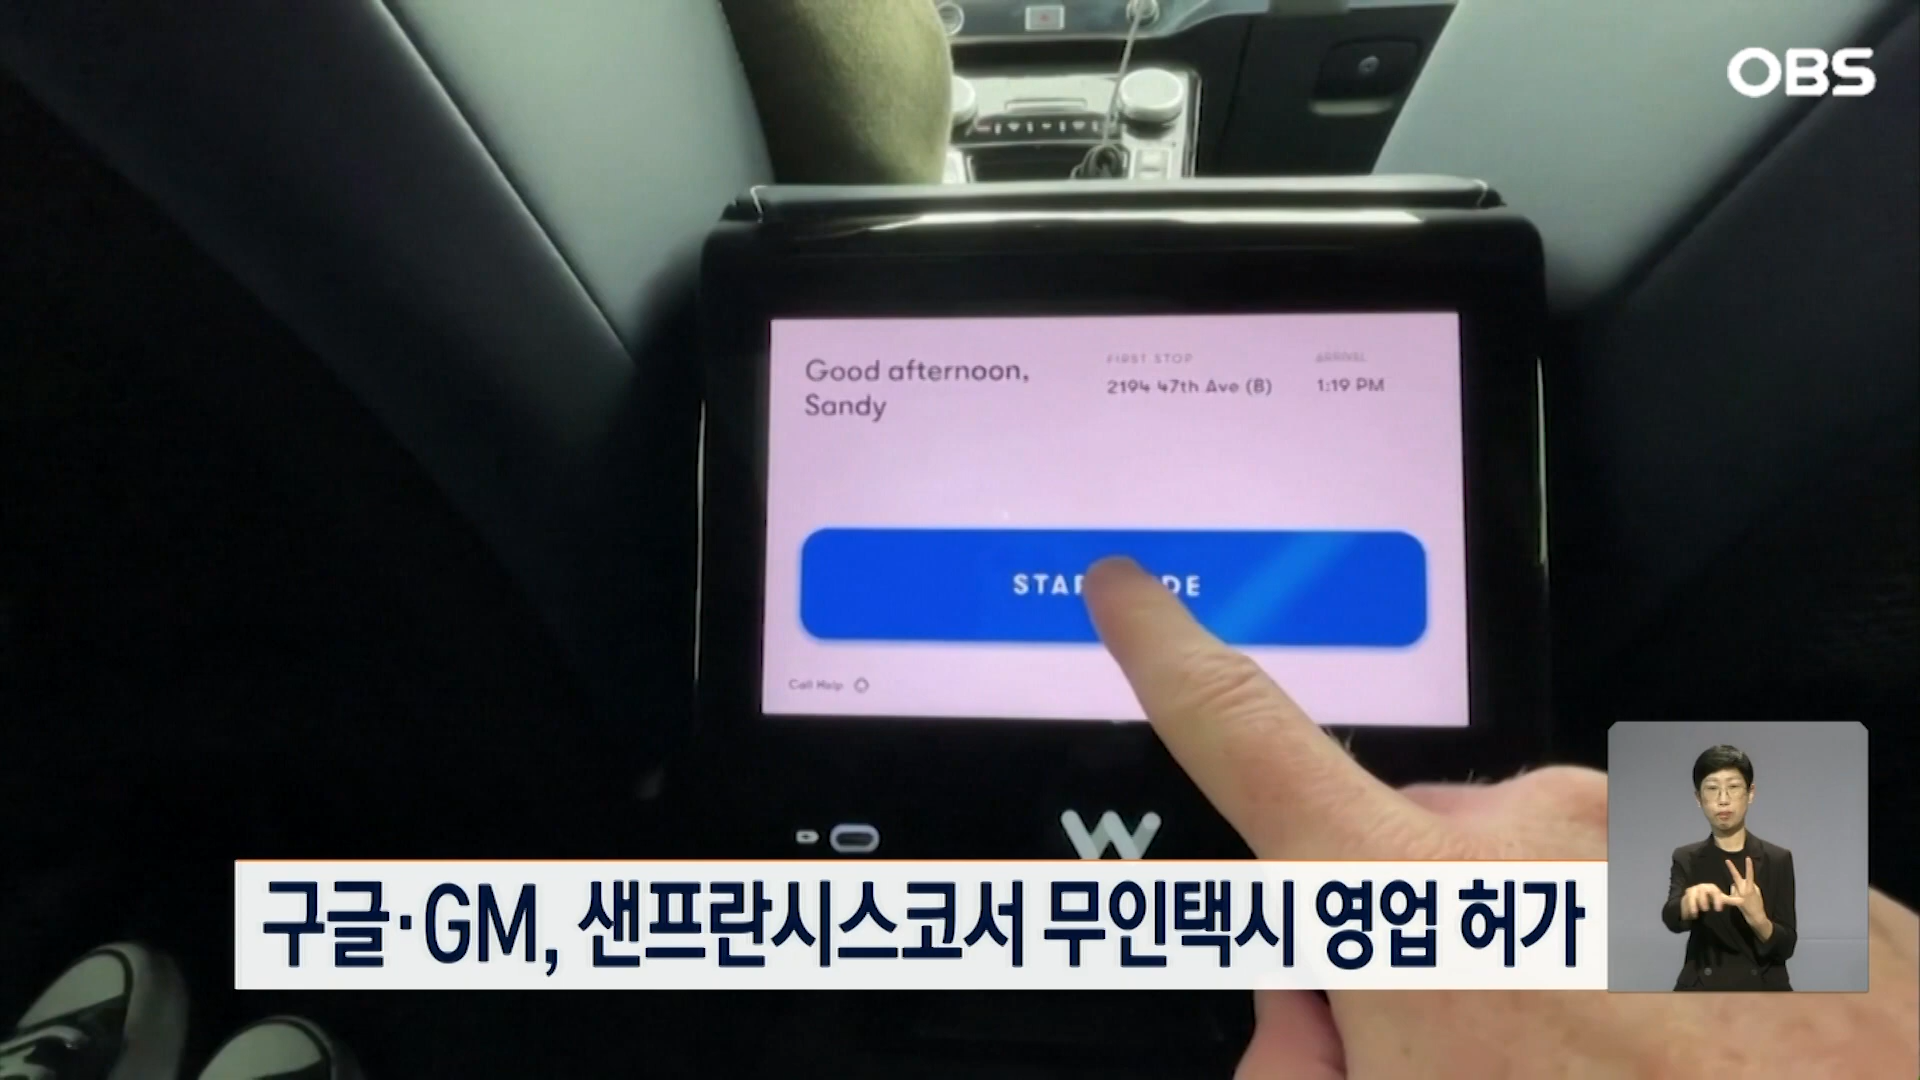 OBS
Good afternoon,
Sandy
FIRST STOP
2194 47th Ave (B)
ARRIVAL
1:19 PM
Call Help
W
구글·GM, 샌프란시스코서 무인택시 영업 허가